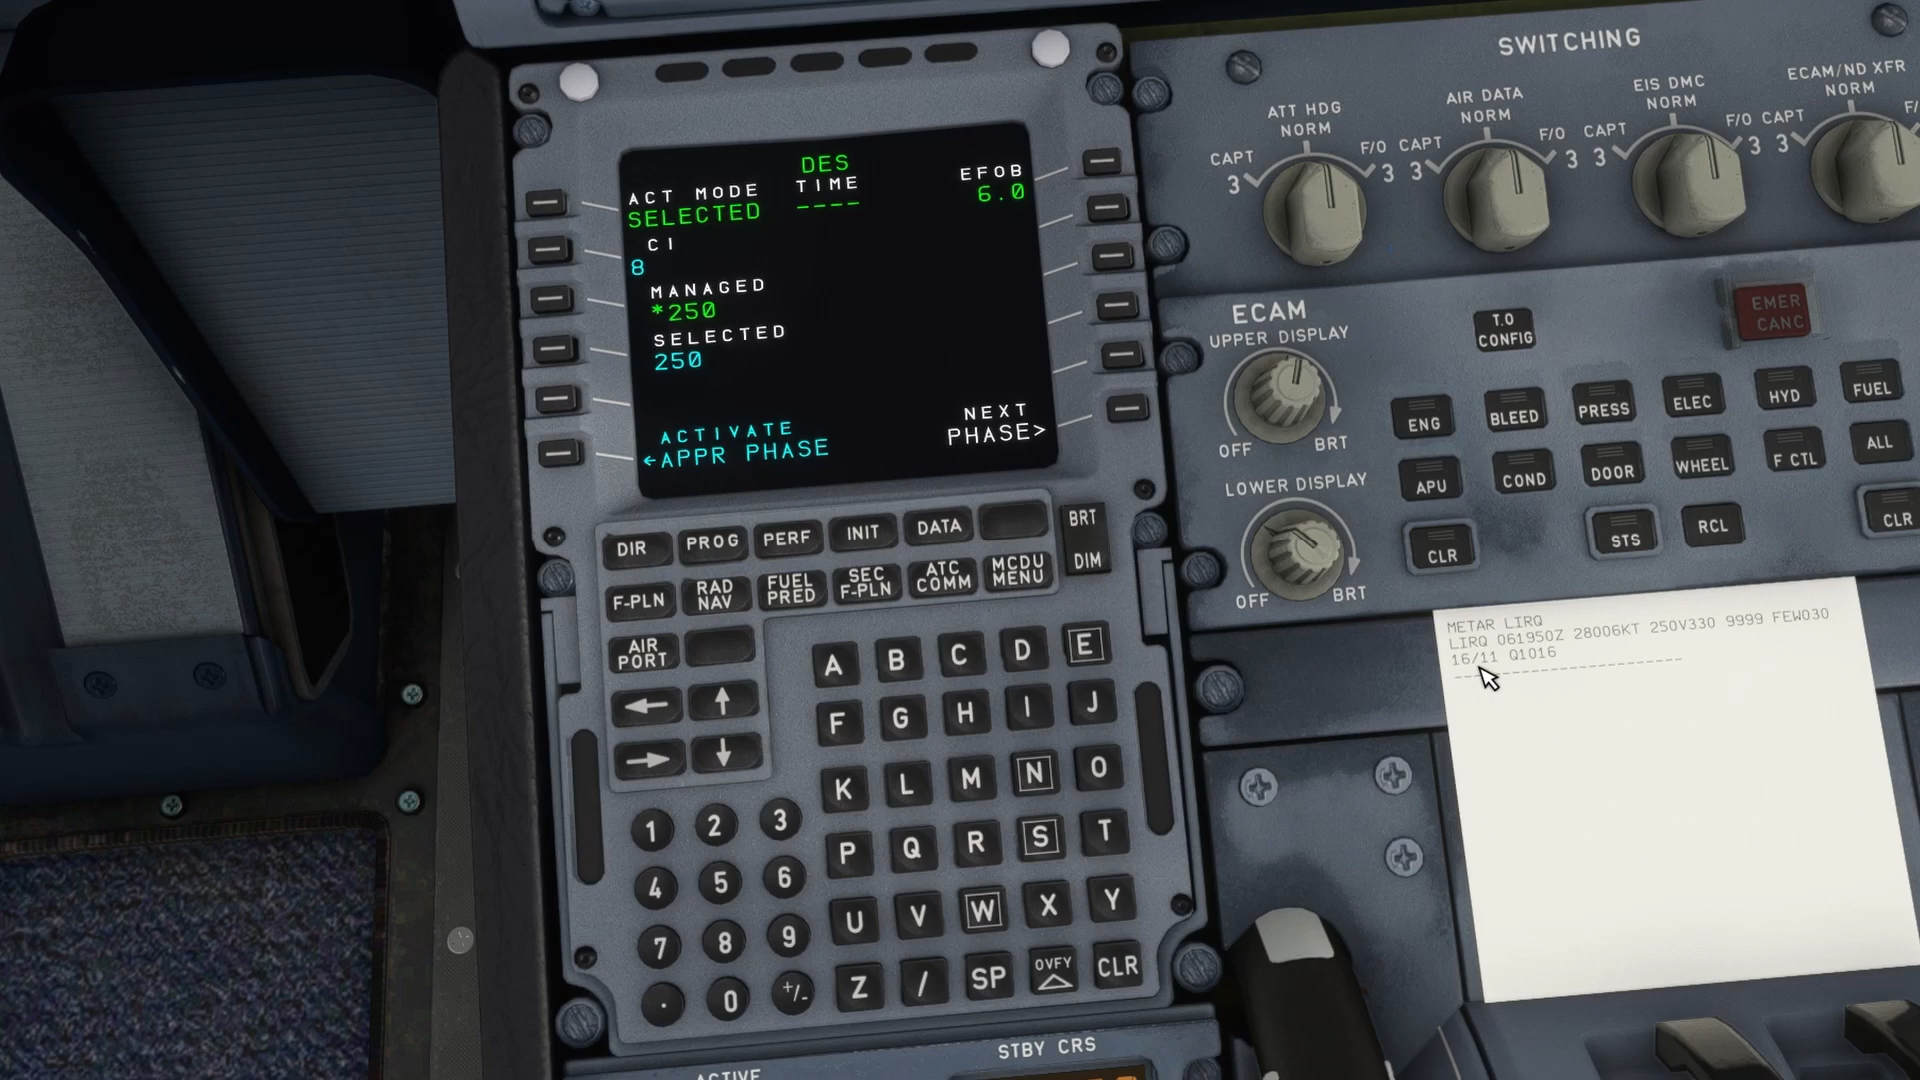 SWITCHING
ATT HDG
NORM
CAPT
3
F/O
3
AIR DATA
NORM
CAPT
3
F/O
3
EIS DMC
NORM
CAPT
3
F/O
3
ECAM/ND XFR
NORM
CAPT
3
F/
DES
ACT MODE TIME EFOB
SELECTED ---- 6.0
CI
8
MANAGED
*250
SELECTED
250
ACTIVATE NEXT
←APPR PHASE PHASE>
DIR PROG PERF INIT DATA
BRT
DIM
F-PLN
RAD
NAV
FUEL
PRED
SEC
F-PLN
ATC
COMM
MCDU
MENU
AIR
PORT
← ↑
→ ↓
A B C D E
F G H I J
K L M N O
P Q R S T
U V W X Y
Z / SP OVFY CLR
1 2 3
4 5 6
7 8 9
. 0 +/-
ECAM
UPPER DISPLAY
OFF BRT
LOWER DISPLAY
OFF BRT
T.O
CONFIG
EMER
CANC
ENG BLEED PRESS ELEC HYD FUEL
APU COND DOOR WHEEL F CTL ALL
CLR STS RCL CLR
METAR LIRQ
LIRQ 061950Z 28006KT 250V330 9999 FEW030
16/11 Q1016
STBY CRS
ACTIVE